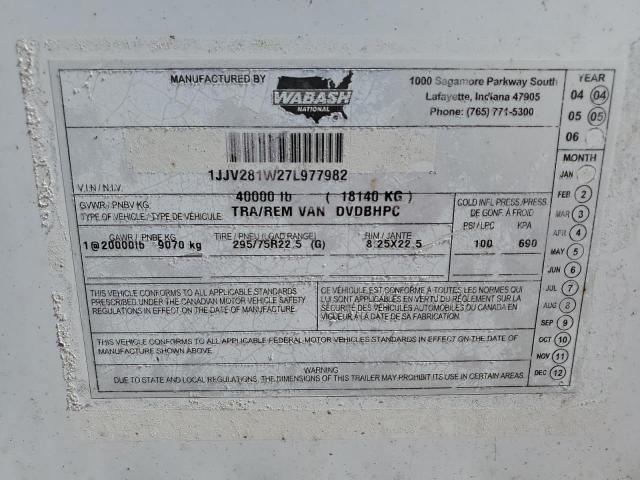 MANUFACTURED BY
WABASH
NATIONAL
1000 Sagamore Parkway South
Lafayette, Indiana 47905
Phone: (765) 771-5300
YEAR
04 04
05 05
06
MONTH
JAN
FEB 2
MAR 3
APR 4
MAY 5
JUN 6
JUL 7
AUG 8
SEP 9
OCT 10
NOV 11
DEC 12
1JJV281W27L977982
V.I.N / N.I.V.
GVWR / PNBV KG. 40000 lb ( 18140 KG )
TYPE OF VEHICLE/ TYPE DE VEHICULE TRA/REM VAN DVDBHPC
COLD INFL PRESS/PRESS
DE GONF. À FROID
GAWR / PNBE KG TIRE / PNEU (LOAD RANGE) RIM / JANTE PSI/LPC KPA
1@20000lb 9070 kg 295/75R22.5 (G) 8.25X22.5 100 690
THIS VEHICLE CONFORMS TO ALL APPLICABLE STANDARDS
PRESCRIBED UNDER THE CANADIAN MOTOR VEHICLE SAFETY
REGULATIONS IN EFFECT ON THE DATE OF MANUFACTURE.
CE VÉHICULE EST CONFORME A TOUTES LES NORMES QUI
LUI SONT APPLICABLES EN VERTU DU RÈGLEMENT SUR LA
SÉCURITÉ DES VÉHICULES AUTOMOBILES DU CANADA EN
VIGUEUR À LA DATE DE SA FABRICATION.
THIS VEHICLE CONFORMS TO ALL APPLICABLE FEDERAL MOTOR VEHICLES STANDARDS IN EFFECT ON THE DATE OF
MANUFACTURE SHOWN ABOVE.
WARNING
DUE TO STATE AND LOCAL REGULATIONS, THE DIMENSIONS OF THIS TRAILER MAY PROHIBIT ITS USE IN CERTAIN AREAS.